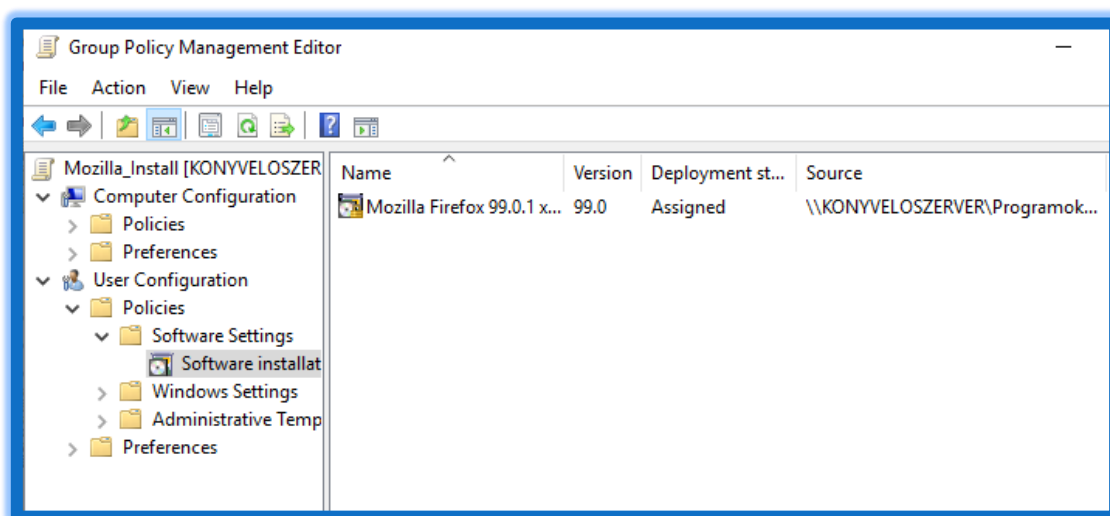 Group Policy Management Editor
File Action View Help
Mozilla_Install [KONYVELOSZER
Computer Configuration
Policies
Preferences
User Configuration
Policies
Software Settings
Software installat
Windows Settings
Administrative Temp
Preferences
Name Version Deployment st... Source
Mozilla Firefox 99.0.1 x... 99.0 Assigned \\KONYVELOSZERVER\Programok...